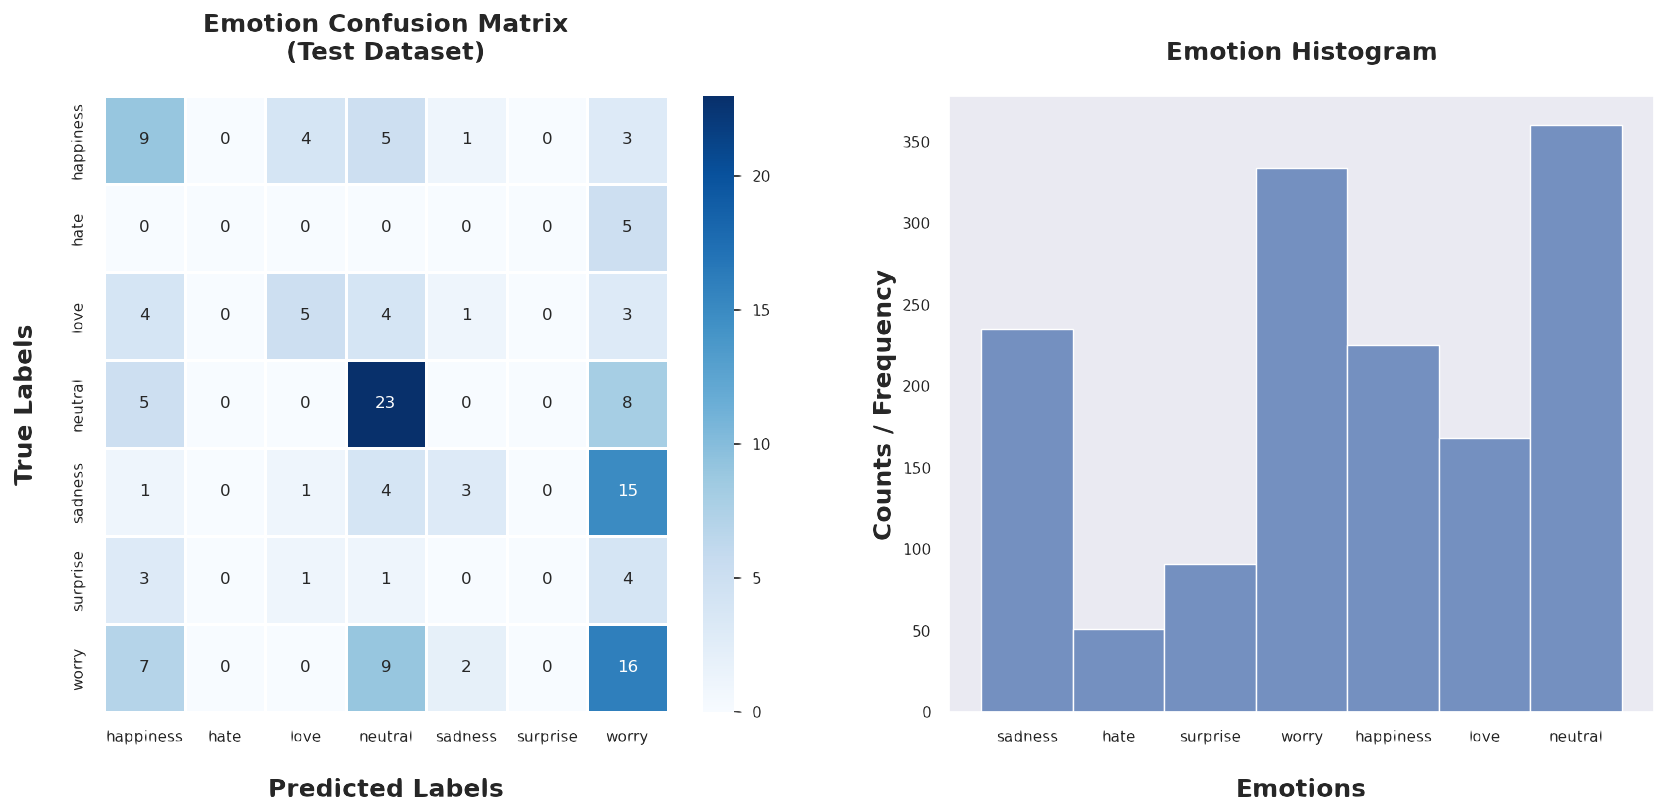 Emotion Confusion Matrix
(Test Dataset)
True Labels
happiness 9 0 4 5 1 0 3
hate 0 0 0 0 0 0 5
love 4 0 5 4 1 0 3
neutral 5 0 0 23 0 0 8
sadness 1 0 1 4 3 0 15
surprise 3 0 1 1 0 0 4
worry 7 0 0 9 2 0 16
happiness hate love neutral sadness surprise worry
Predicted Labels
20
15
10
5
0
Emotion Histogram
Counts / Frequency
350
300
250
200
150
100
50
0
sadness hate surprise worry happiness love neutral
Emotions